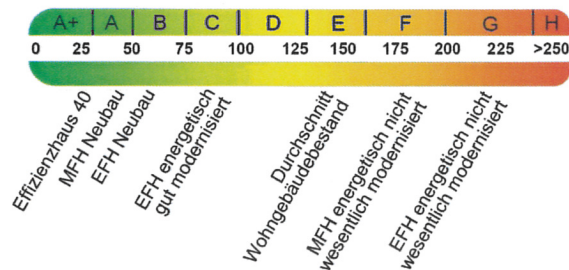 A+ A B C D E F G H
0 25 50 75 100 125 150 175 200 225 >250
Effizienzhaus 40
MFH Neubau
EFH Neubau
EFH energetisch
gut modernisiert
Durchschnitt
Wohngebäudebestand
MFH energetisch nicht
wesentlich modernisiert
EFH energetisch nicht
wesentlich modernisiert